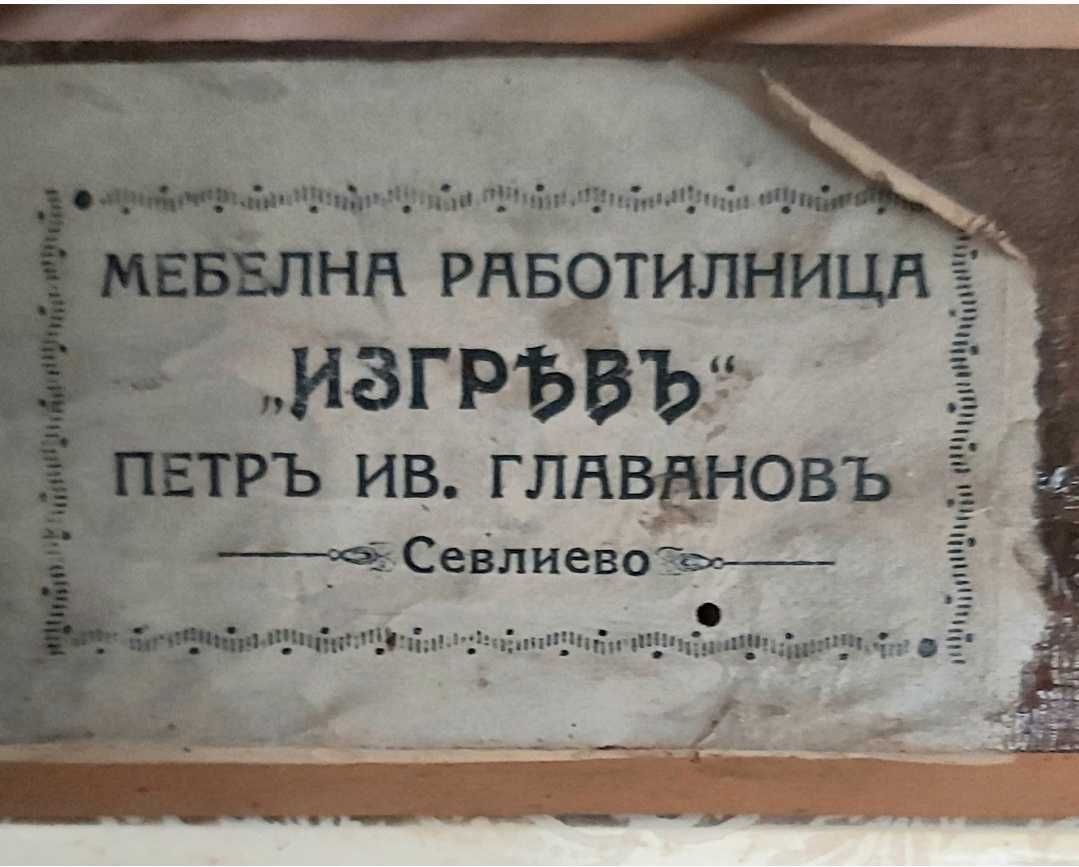 МЕБЕЛНА РАБОТИЛНИЦА
„ИЗГРѢВЪ“
ПЕТРЪ ИВ. ГЛАВАНОВЪ
Севлиево